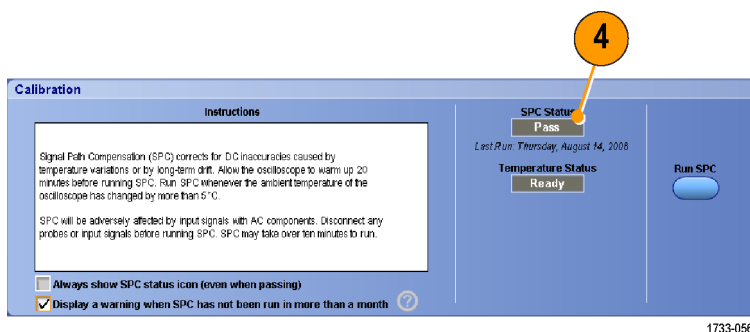 4
Calibration
Instructions
Signal Path Compensation (SPC) corrects for DC inaccuracies caused by
temperature variations or by long-term drift. Allow the oscilloscope to warm up 20
minutes before running SPC. Run SPC whenever the ambient temperature of the
oscilloscope has changed by more than 5°C.
SPC will be adversely affected by input signals with AC components. Disconnect any
probes or input signals before running SPC. SPC may take over ten minutes to run.
Always show SPC status icon (even when passing)
Display a warning when SPC has not been run in more than a month ?
SPC Status
Pass
Last Run: Thursday, August 14, 2008
Temperature Status
Ready
Run SPC
1733-056